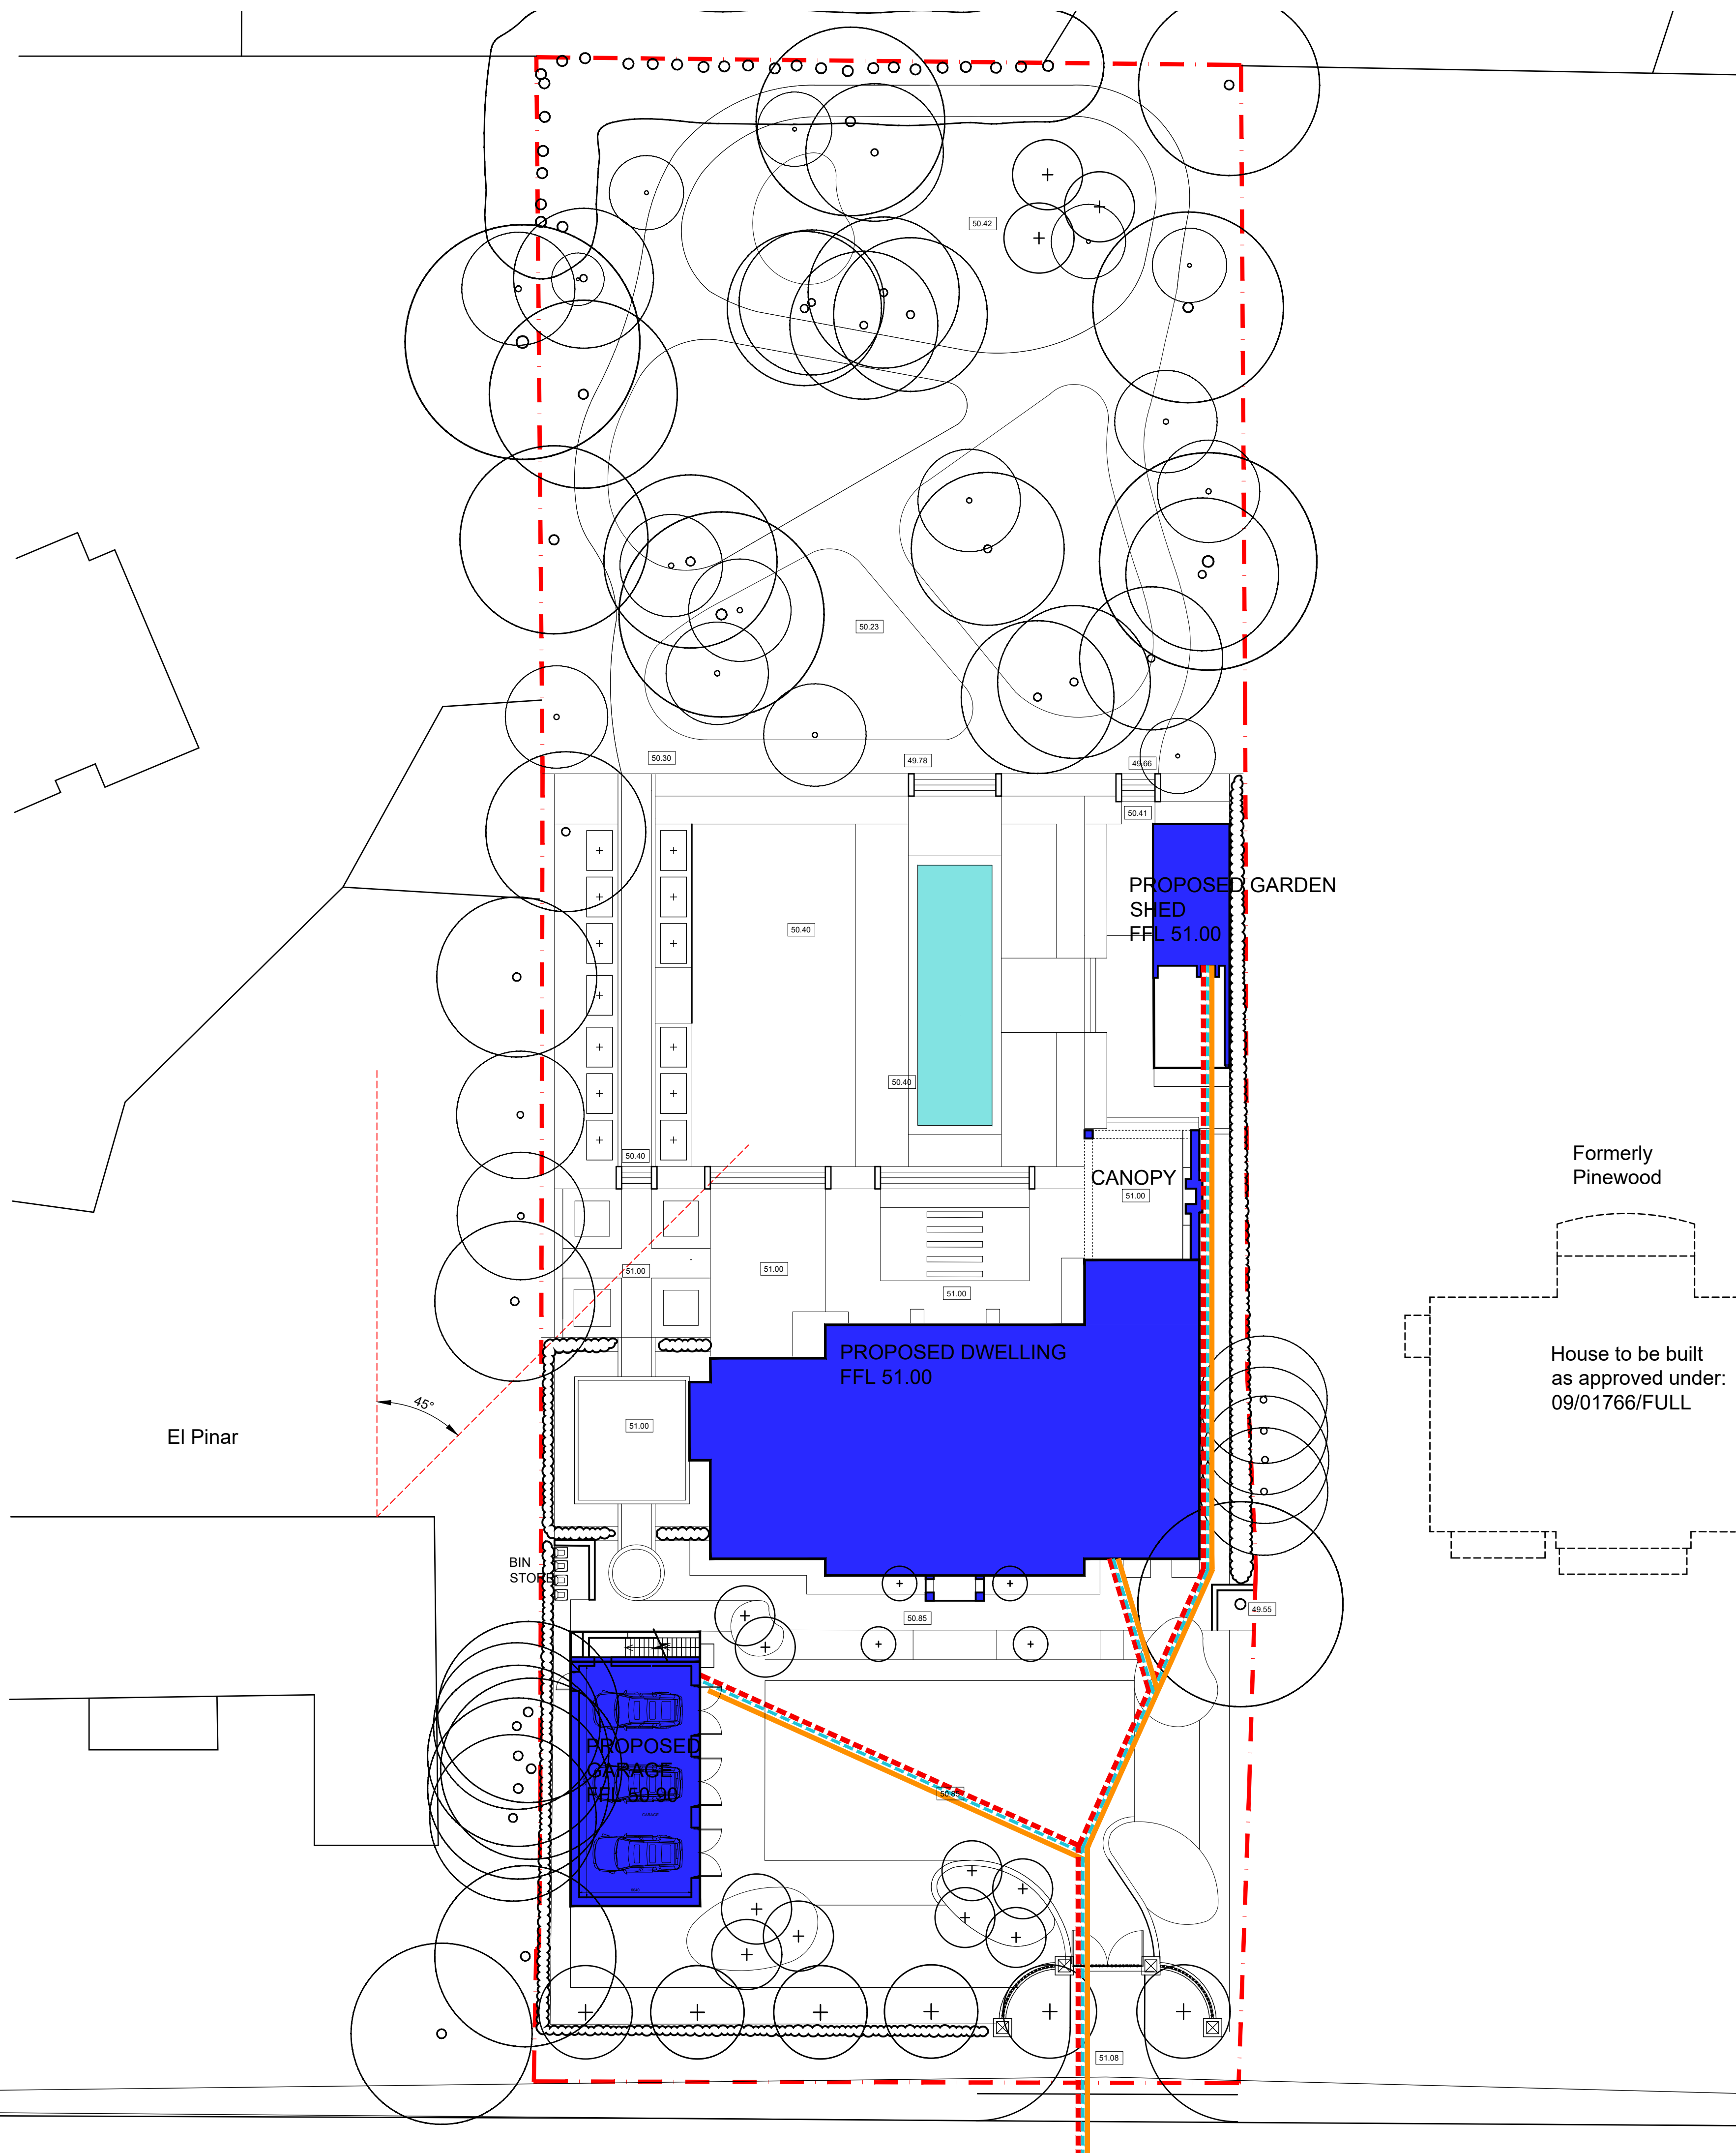 50.42
50.23
50.30
49.78
49.66
50.41
PROPOSED GARDEN
SHED
FFL 51.00
50.40
50.40
50.40
CANOPY
51.00
Formerly
Pinewood
51.00
51.00
51.00
PROPOSED DWELLING
FFL 51.00
House to be built
as approved under:
09/01766/FULL
45°
51.00
El Pinar
BIN
STORE
49.55
50.85
PROPOSED
GARAGE
FFL 50.90
50.85
51.08